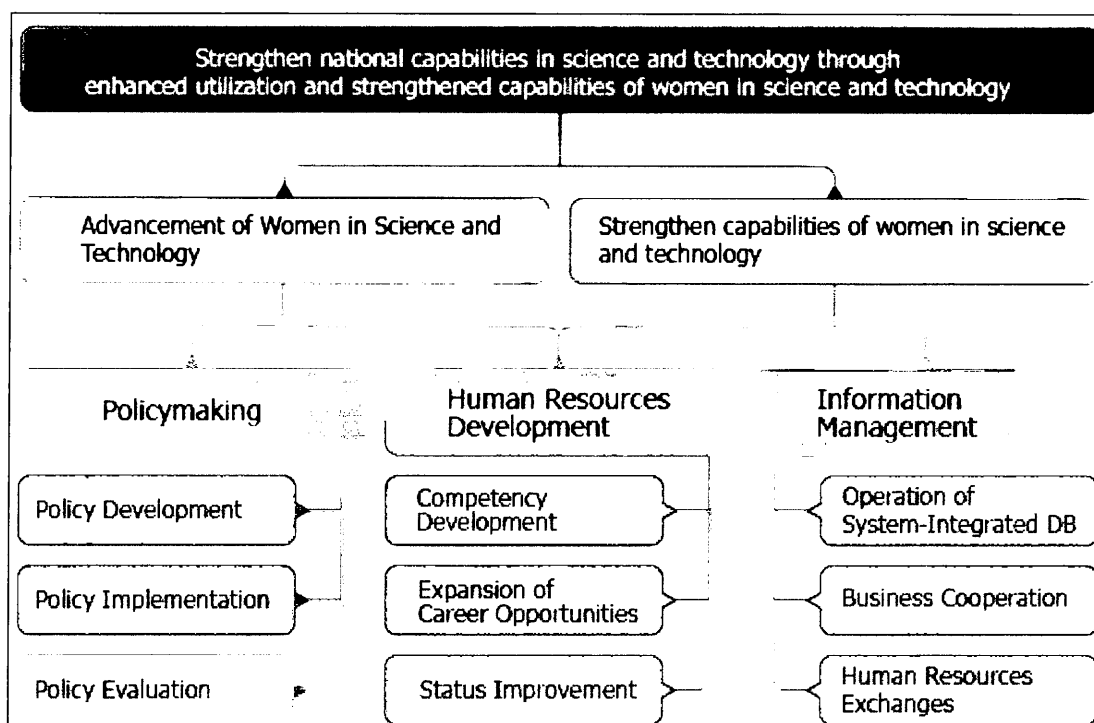 Strengthen national capabilities in science and technology through
enhanced utilization and strengthened capabilities of women in science and technology
Advancement of Women in Science and
Technology
Strengthen capabilities of women in science
and technology
Policymaking
Human Resources
Development
Information
Management
Policy Development
Competency
Development
Operation of
System-Integrated DB
Policy Implementation
Expansion of
Career Opportunities
Business Cooperation
Policy Evaluation
Status Improvement
Human Resources
Exchanges